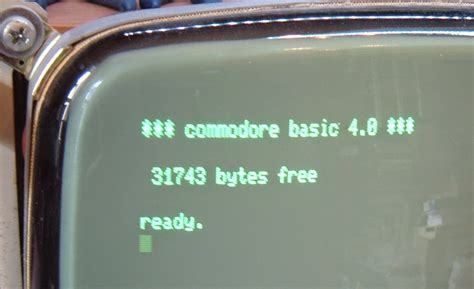 *** commodore basic 4.0 ***
31743 bytes free
ready.